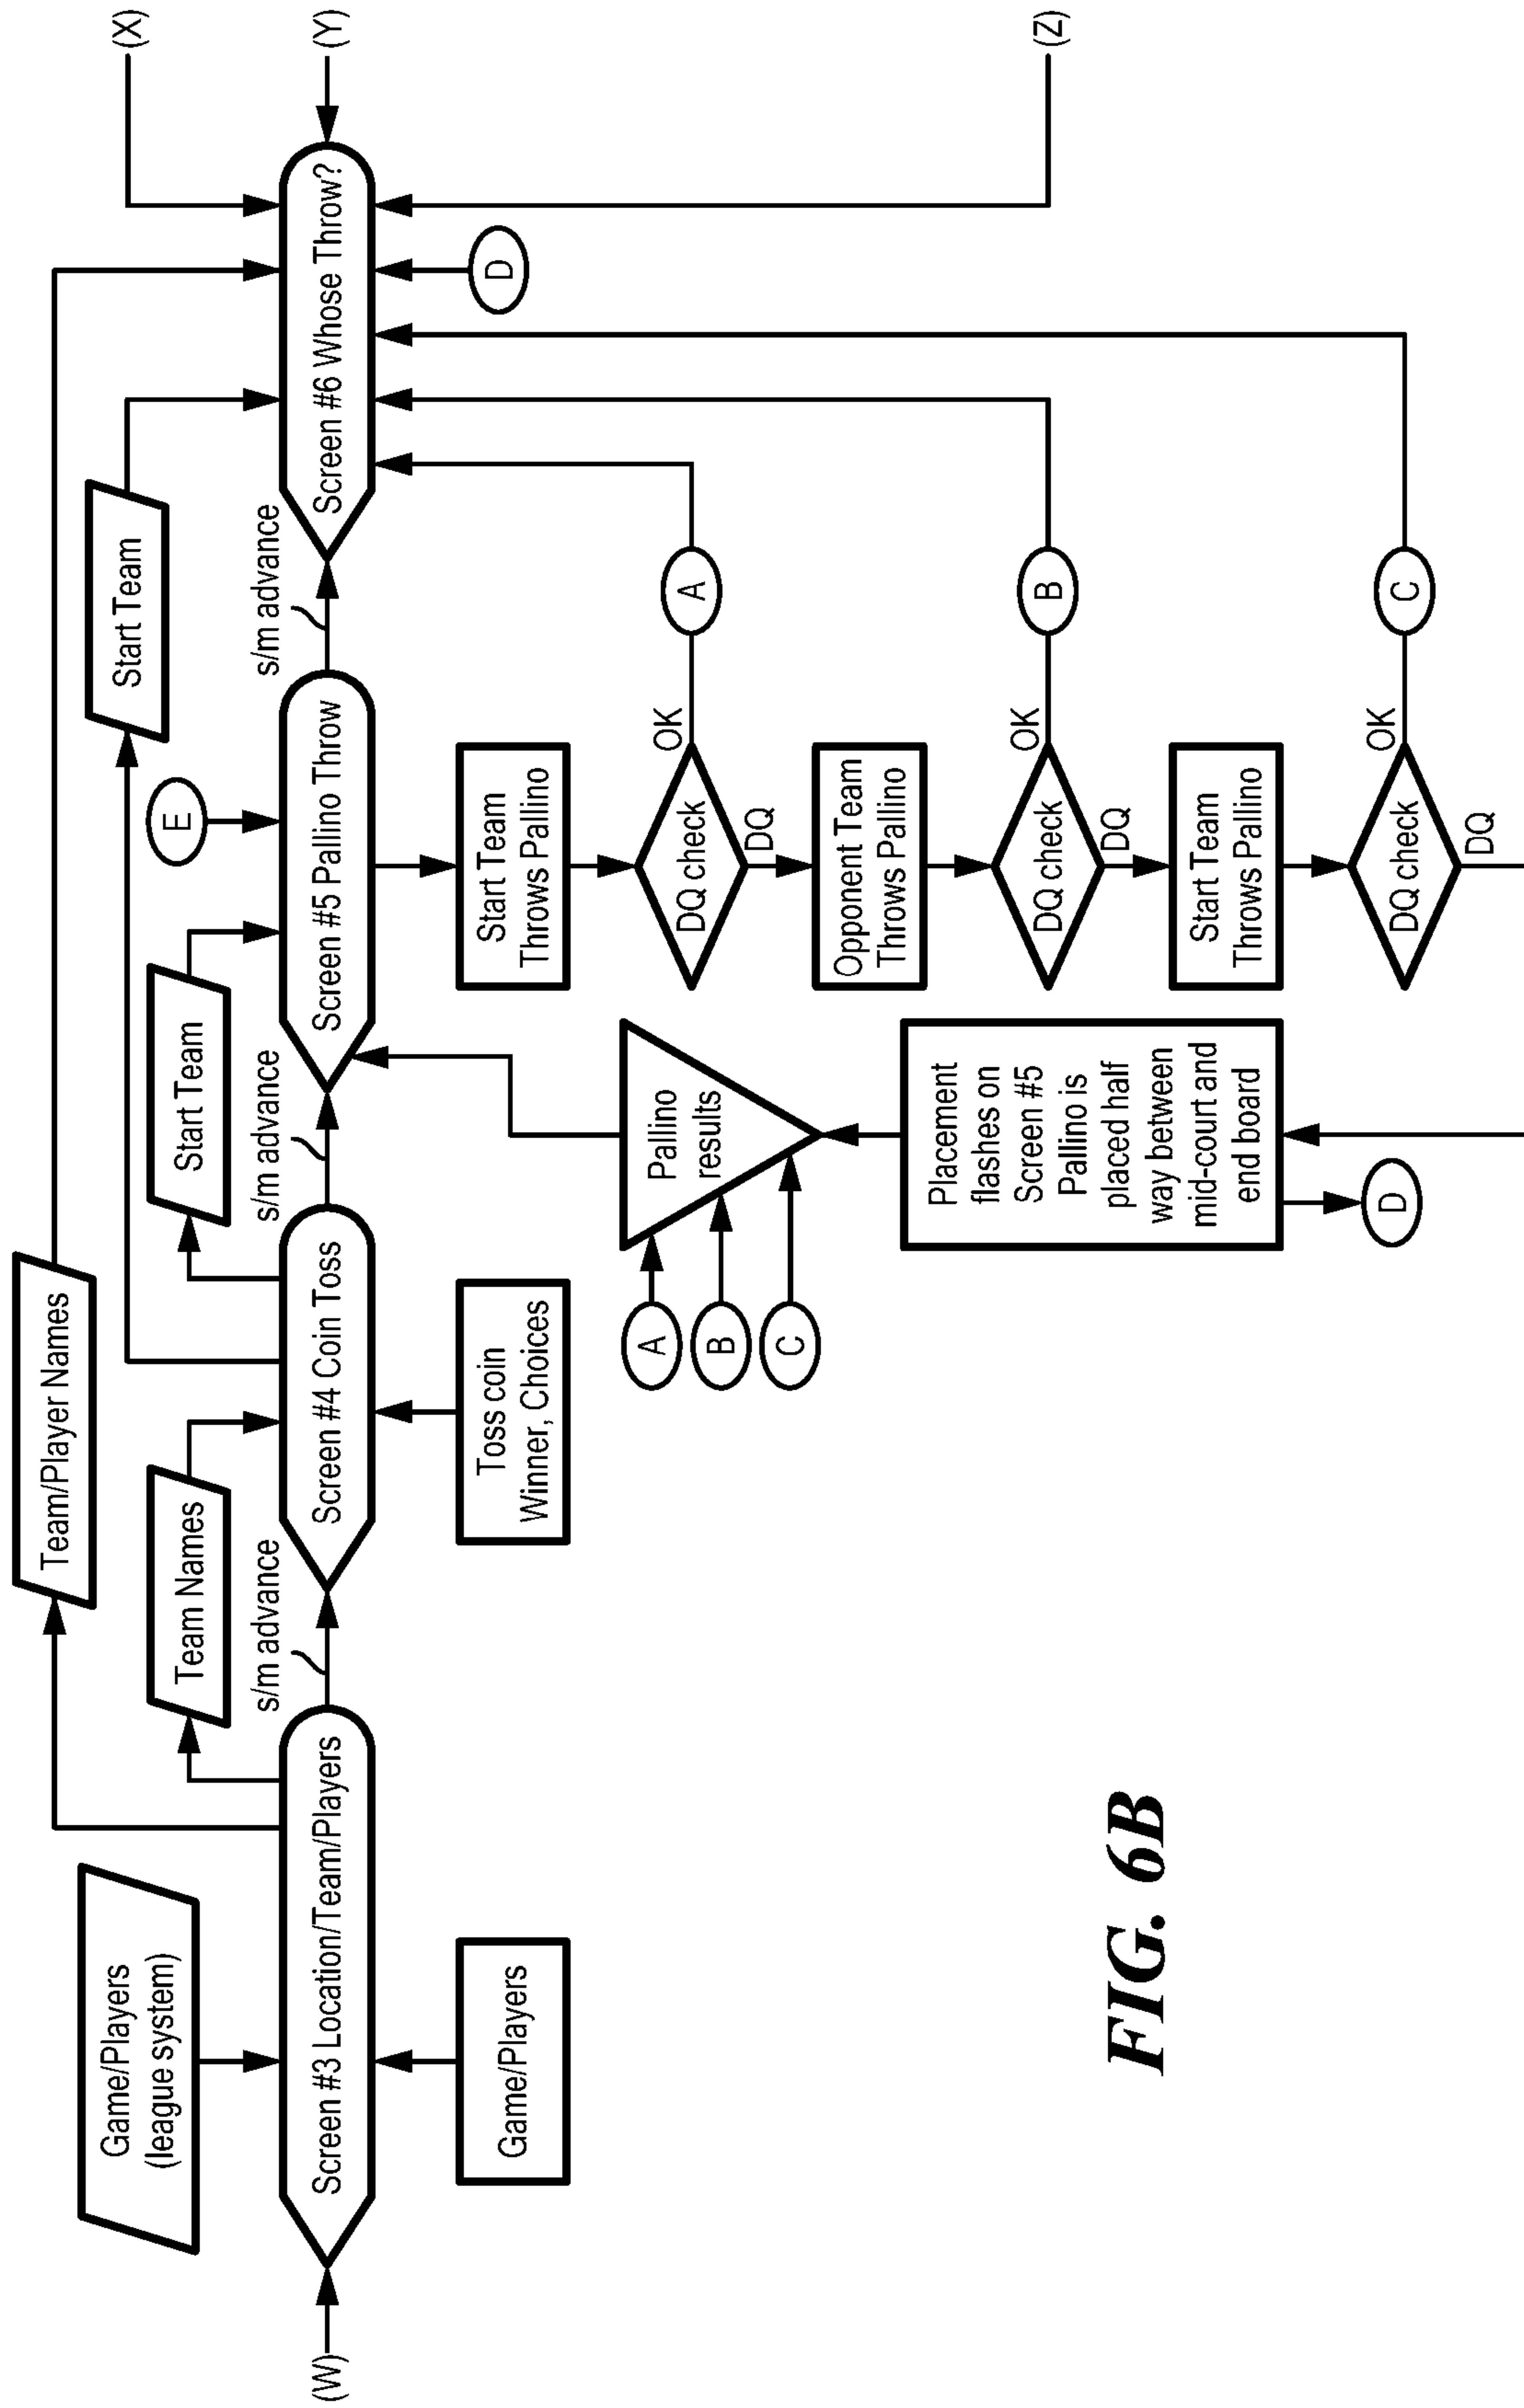 Team/Player Names
Game/Players
(league system)
Team Names
Start Team
E
Start Team
(X)
s/m advance
s/m advance
s/m advance
(W)
Screen #3 Location/Team/Players
Screen #4 Coin Toss
Screen #5 Pallino Throw
Screen #6 Whose Throw?
(Y)
Game/Players
Toss coin
Winner, Choices
Start Team
Throws Pallino
D
A
B
C
Pallino
results
DQ check
OK
A
DQ
Opponent Team
Throws Pallino
Placement
flashes on
Screen #5
Pallino is
placed half
way between
mid-court and
end board
DQ check
OK
B
(Z)
DQ
Start Team
Throws Pallino
D
DQ check
OK
C
DQ
FIG. 6B